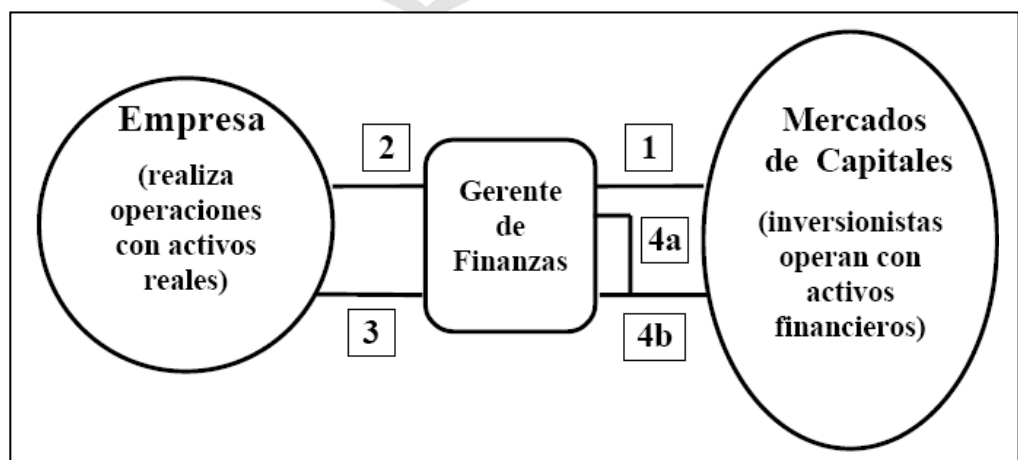 Empresa
(realiza
operaciones
con activos
reales)
2
3
Gerente
de
Finanzas
1
4a
4b
Mercados
de Capitales
(inversionistas
operan con
activos
financieros)